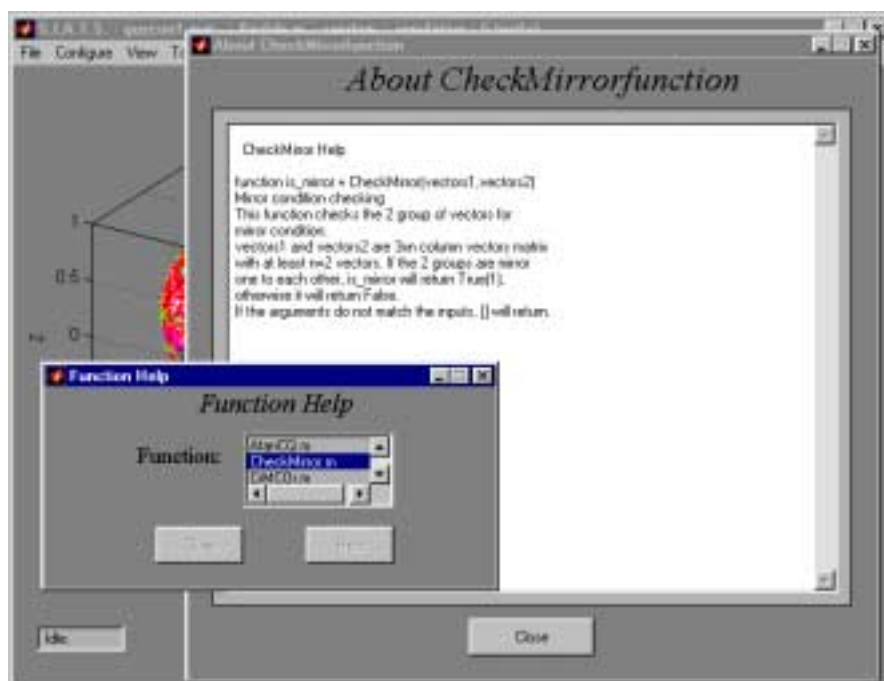 File Configure View
About CheckMirrorfunction
About CheckMirrorfunction
CheckMirror Help
function is_mirror = CheckMirror(vectors1,vectors2)
Mirror condition checking
This function checks the 2 group of vectors for
mirror condition.
vectors1 and vectors2 are 3xn column vectors matrix
with at least n=2 vectors. If the 2 groups are mirror
one to each other, is_mirror will return True(1),
otherwise it will return False.
If the arguments do not match the inputs, [] will return.
1
0.5
0
Function Help
Function Help
Function:
CheckMirror.m
Idle
Close